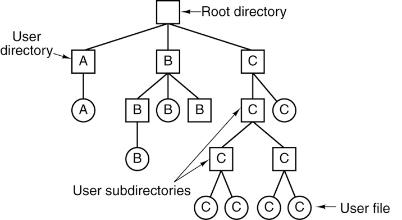 Root directory
User
directory
A B C
A B B B C C
B C C
User subdirectories
C C C C User file